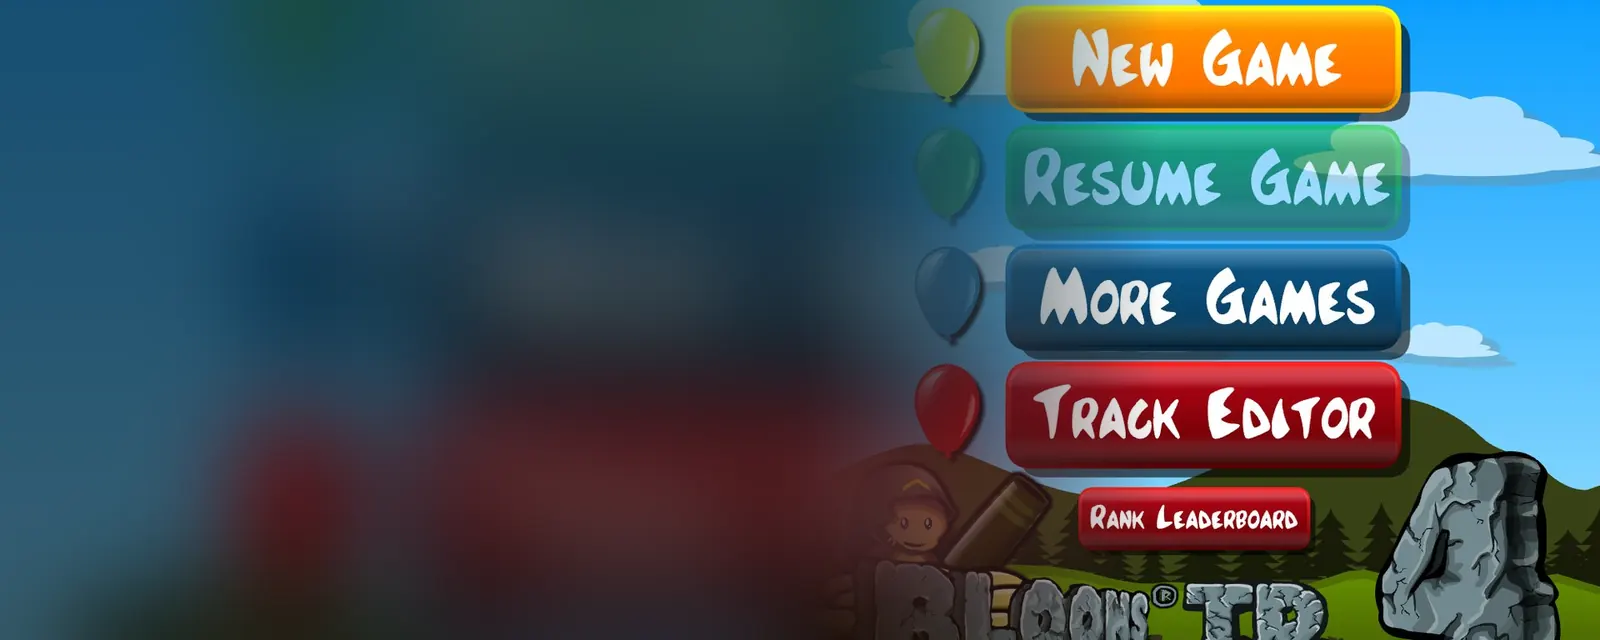 New Game
Resume Game
More Games
Track Editor
Rank Leaderboard
Bloons® TD
4